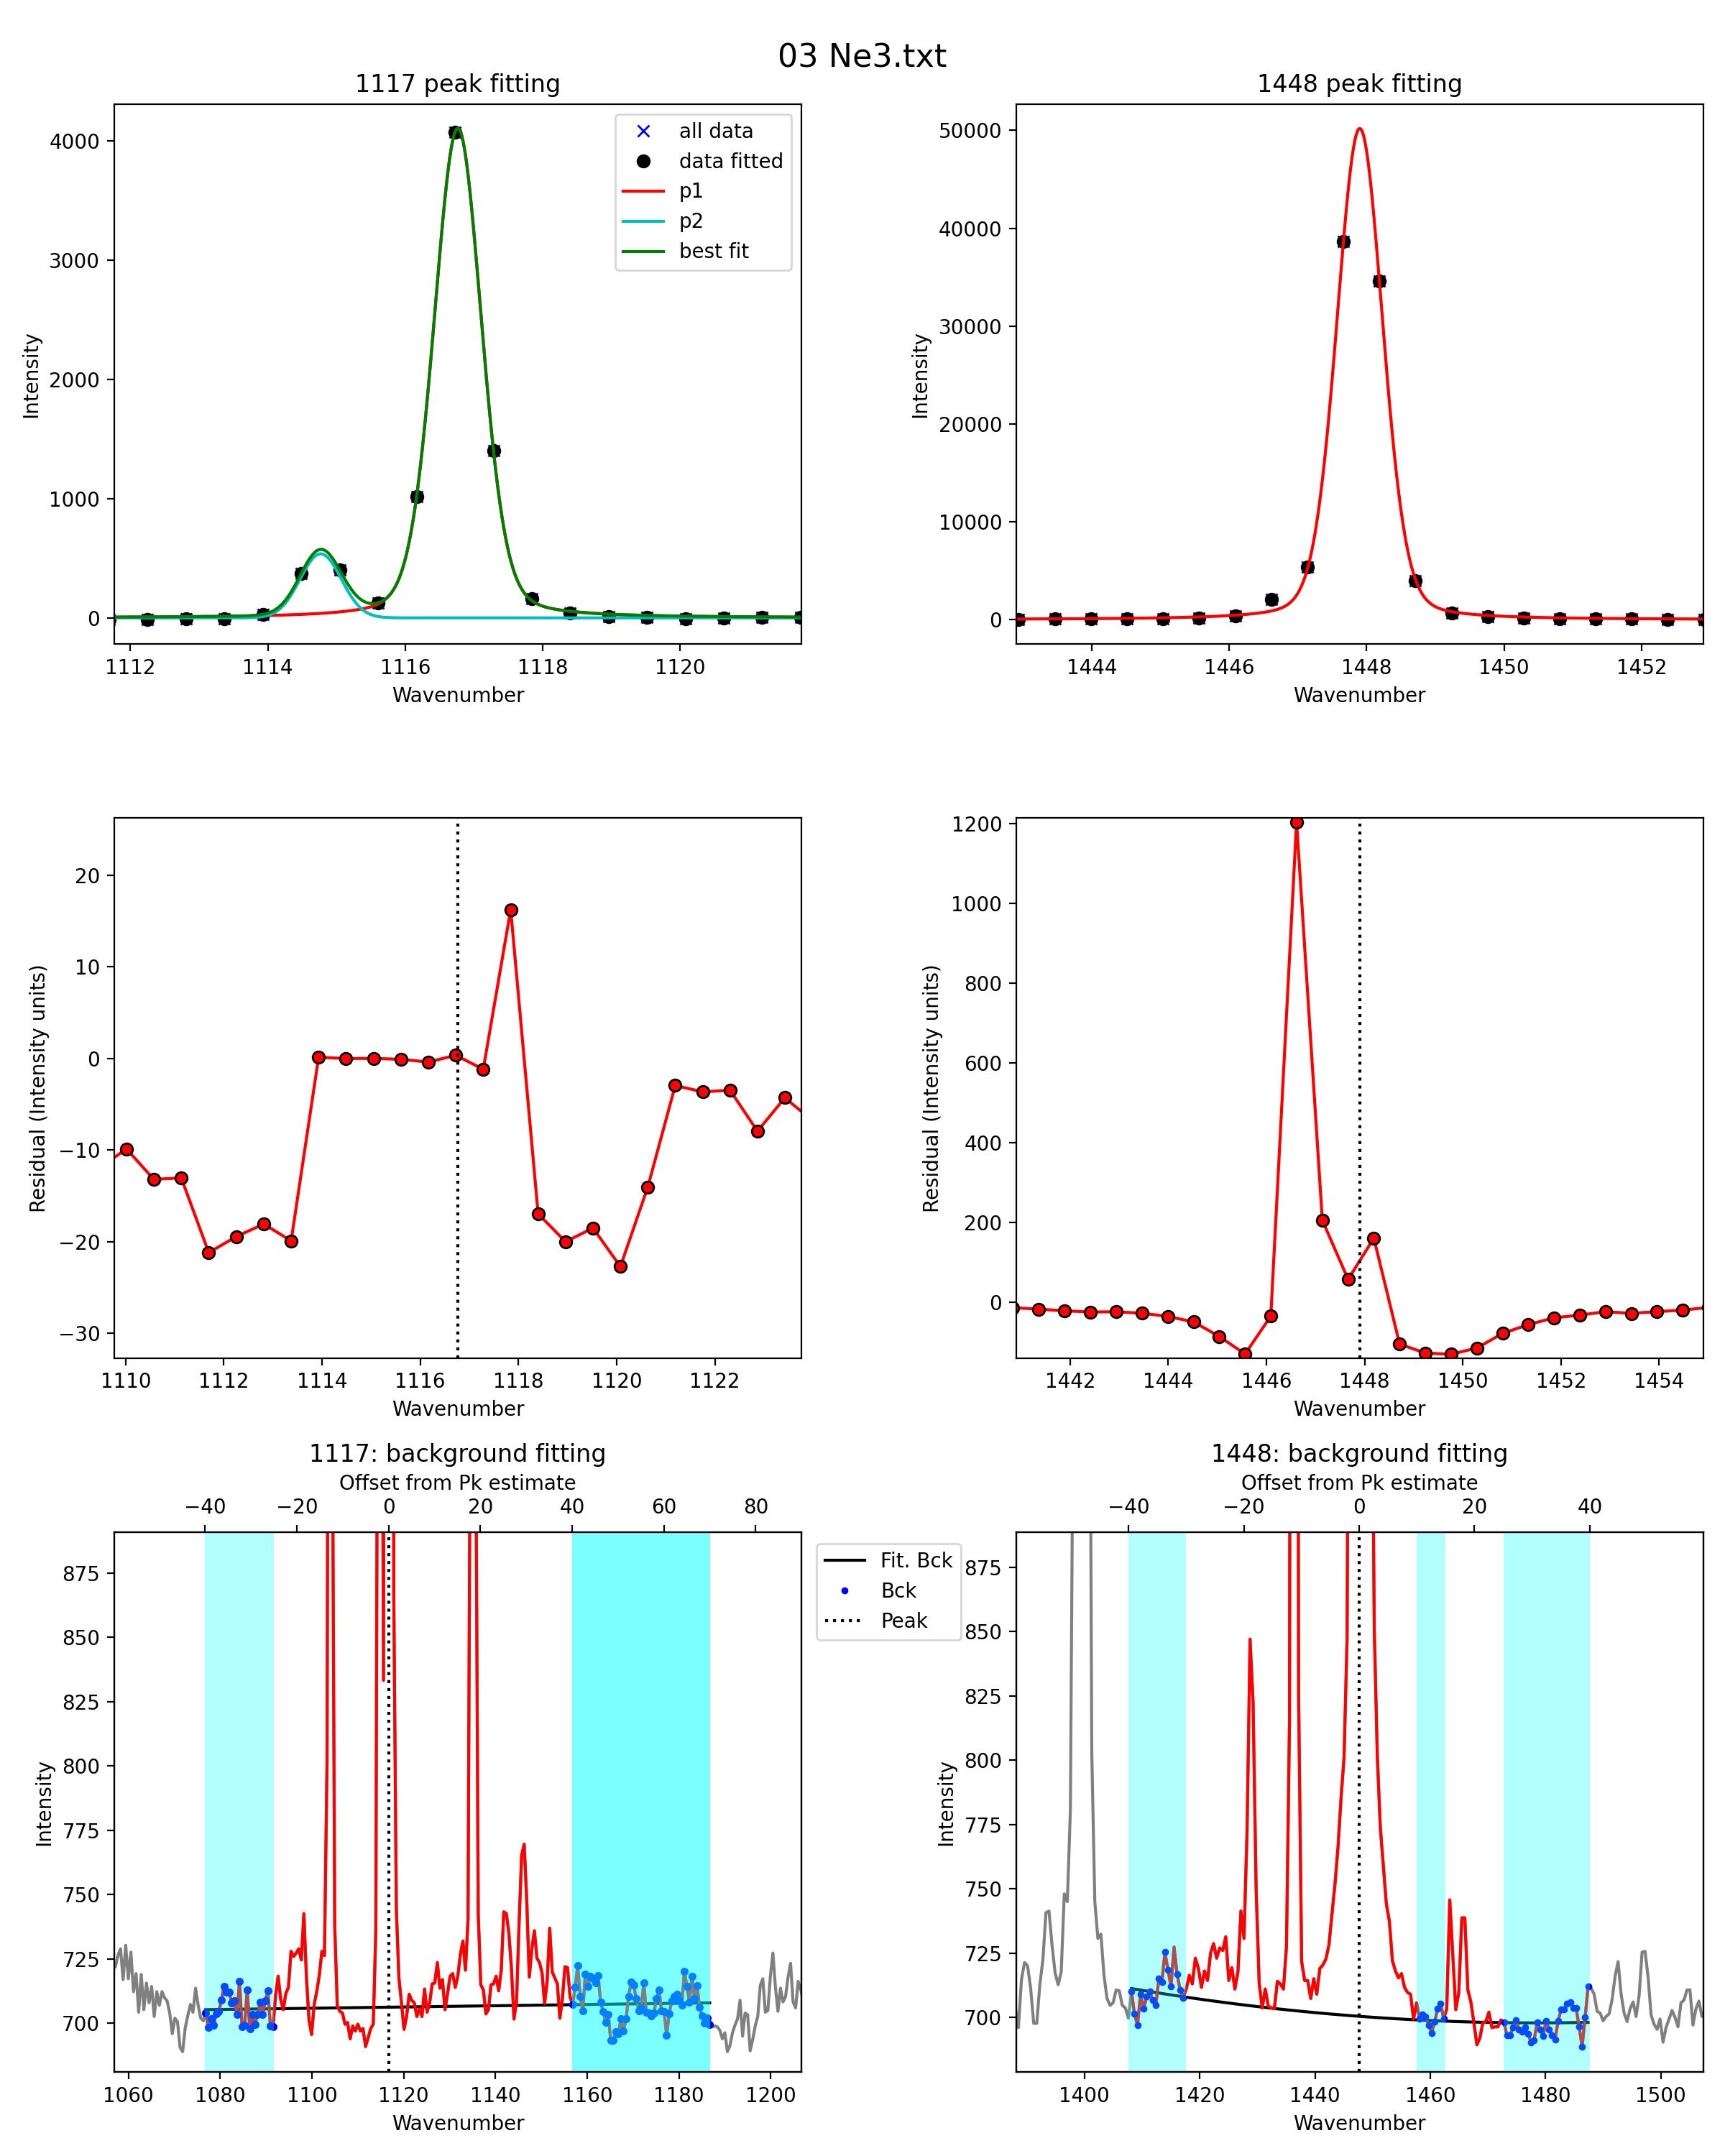 03 Ne3.txt
1117 peak fitting
4000
3000
2000
1000
0
Intensity
1112 1114 1116 1118 1120
Wavenumber
all data
data fitted
p1
p2
best fit
1448 peak fitting
50000
40000
30000
20000
10000
0
Intensity
1444 1446 1448 1450 1452
Wavenumber
20
10
0
−10
−20
−30
Residual (Intensity units)
1110 1112 1114 1116 1118 1120 1122
Wavenumber
1200
1000
800
600
400
200
0
Residual (Intensity units)
1442 1444 1446 1448 1450 1452 1454
Wavenumber
1117: background fitting
Offset from Pk estimate
−40 −20 0 20 40 60 80
875
850
825
800
775
750
725
700
Intensity
1060 1080 1100 1120 1140 1160 1180 1200
Wavenumber
Fit. Bck
Bck
Peak
1448: background fitting
Offset from Pk estimate
−40 −20 0 20 40
875
850
825
800
775
750
725
700
Intensity
1400 1420 1440 1460 1480 1500
Wavenumber